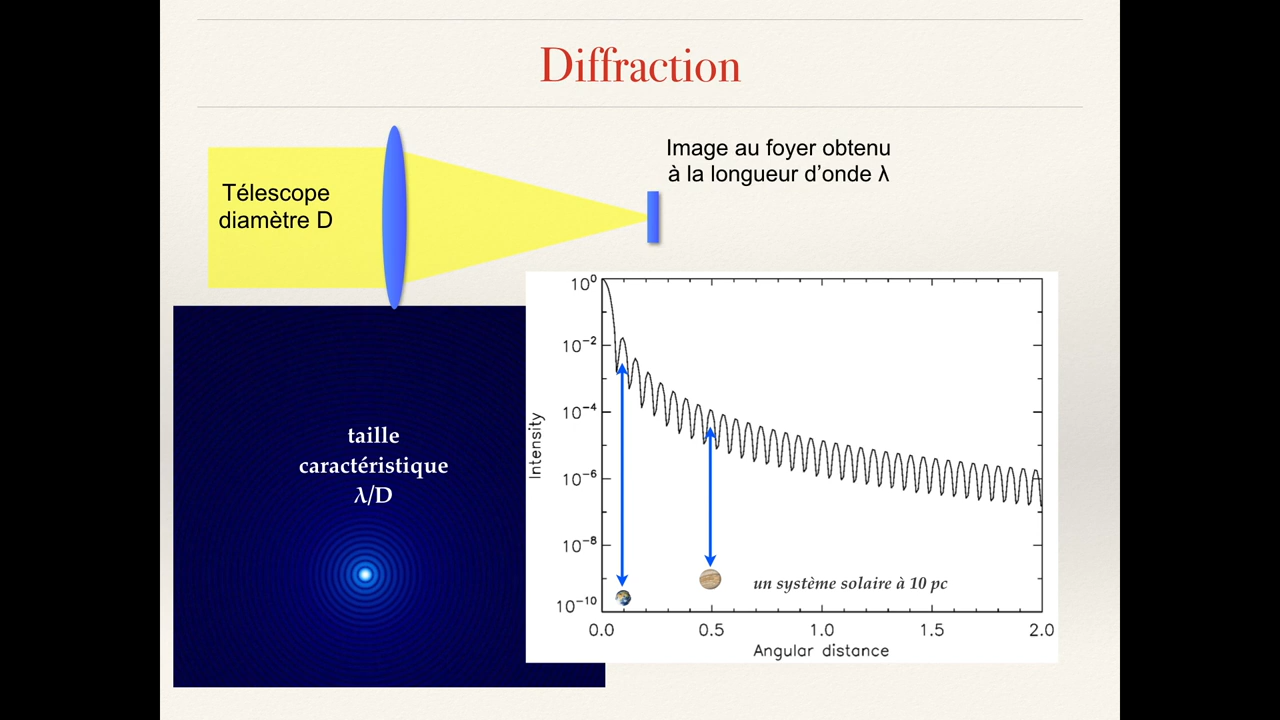 Diffraction
Télescope
diamètre D
Image au foyer obtenu
à la longueur d’onde λ
taille
caractéristique
λ/D
Intensity
10⁰
10⁻²
10⁻⁴
10⁻⁶
10⁻⁸
10⁻¹⁰
un système solaire à 10 pc
0.0 0.5 1.0 1.5 2.0
Angular distance